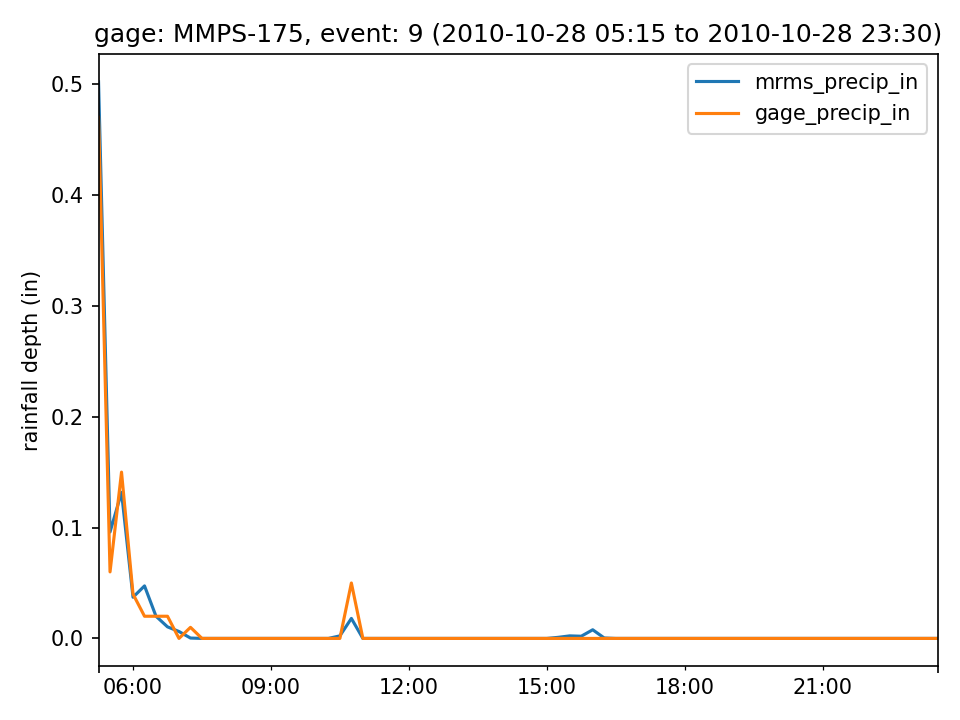 gage: MMPS-175, event: 9 (2010-10-28 05:15 to 2010-10-28 23:30)
mrms_precip_in
gage_precip_in
rainfall depth (in)
0.5
0.4
0.3
0.2
0.1
0.0
06:00 09:00 12:00 15:00 18:00 21:00